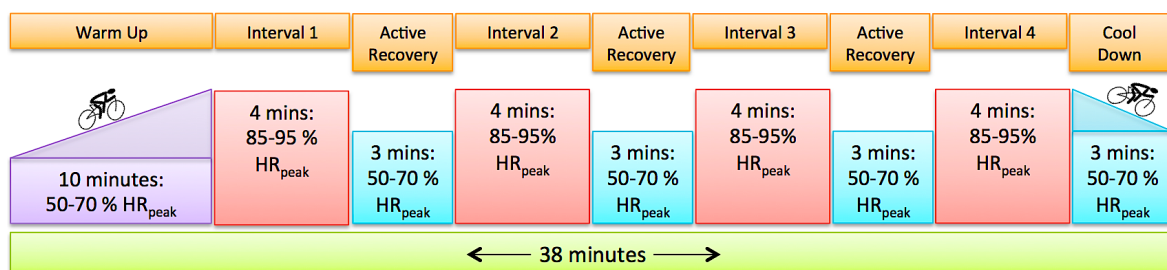 Warm Up
Interval 1
Active
Recovery
Interval 2
Active
Recovery
Interval 3
Active
Recovery
Interval 4
Cool
Down
10 minutes:
50-70 % HRpeak
4 mins:
85-95 %
HRpeak
3 mins:
50-70 %
HRpeak
4 mins:
85-95%
HRpeak
3 mins:
50-70 %
HRpeak
4 mins:
85-95%
HRpeak
3 mins:
50-70 %
HRpeak
4 mins:
85-95%
HRpeak
3 mins:
50-70 %
HRpeak
38 minutes